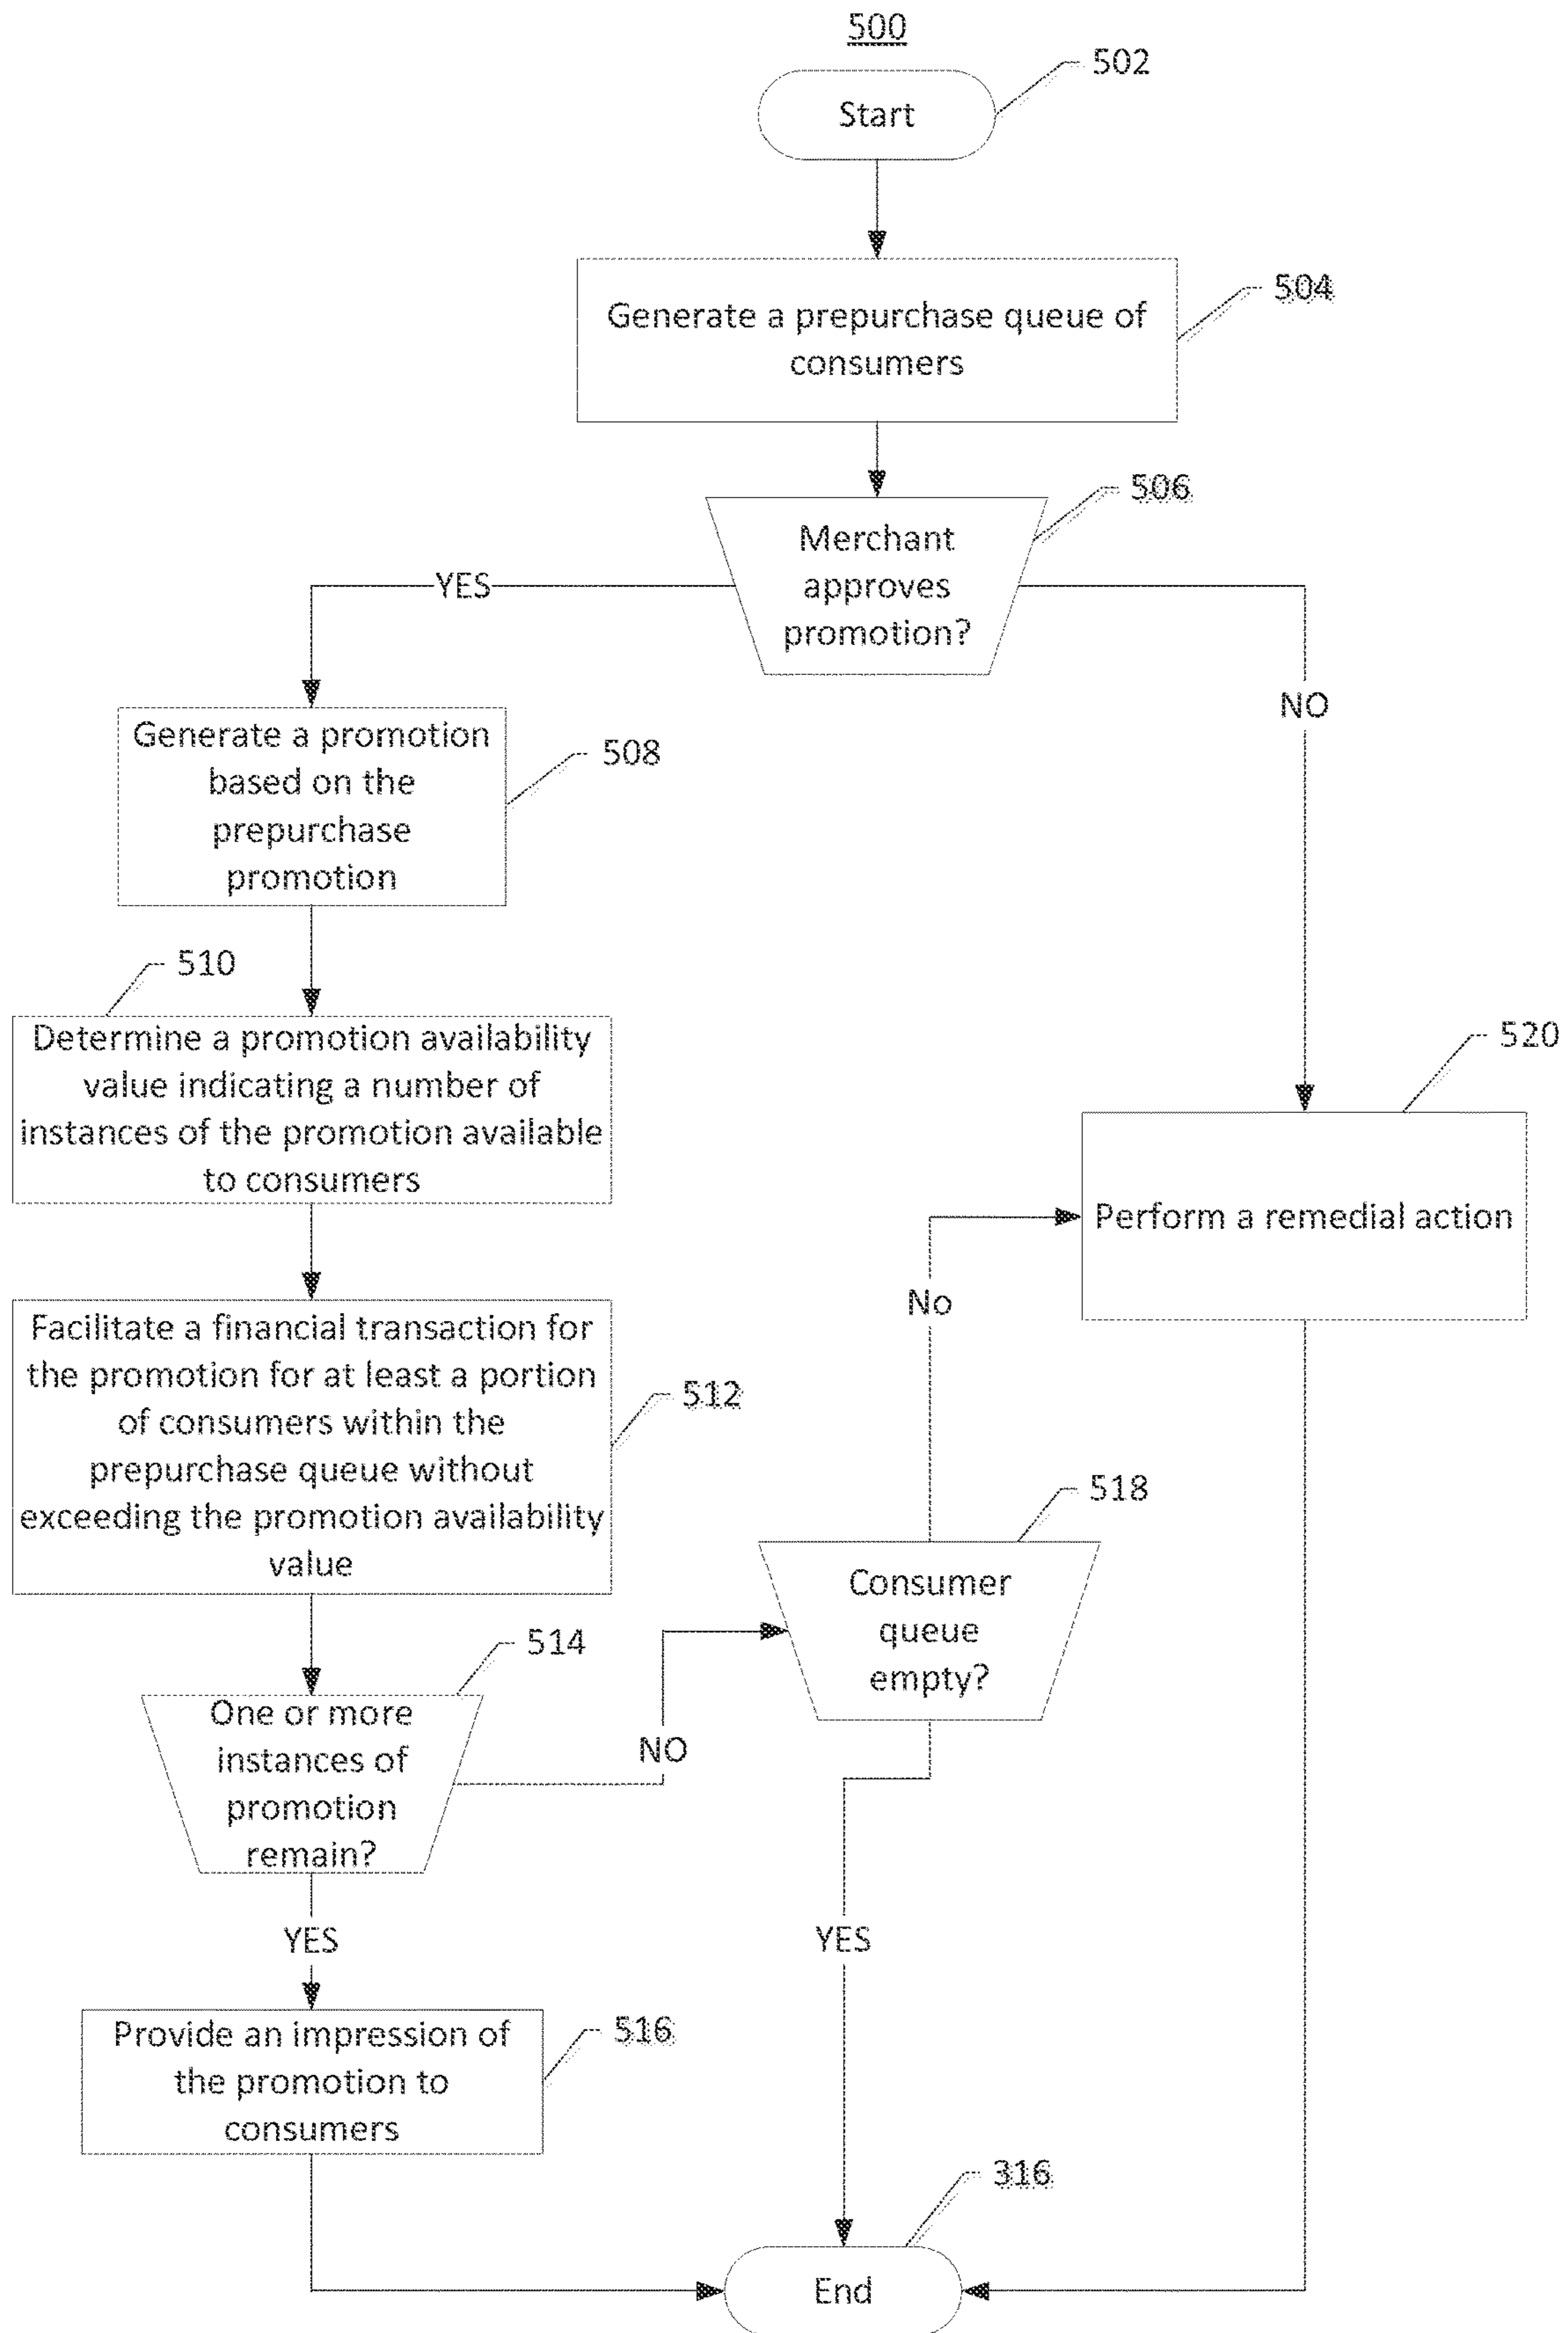 500
502
Start
504
Generate a prepurchase queue of
consumers
506
Merchant
approves
promotion?
YES
NO
Generate a promotion
based on the
prepurchase
promotion
508
510
Determine a promotion availability
value indicating a number of
instances of the promotion available
to consumers
520
Perform a remedial action
Facilitate a financial transaction for
the promotion for at least a portion
of consumers within the
prepurchase queue without
exceeding the promotion availability
value
512
No
518
Consumer
queue
empty?
514
One or more
instances of
promotion
remain?
NO
YES
YES
Provide an impression of
the promotion to
consumers
516
316
End